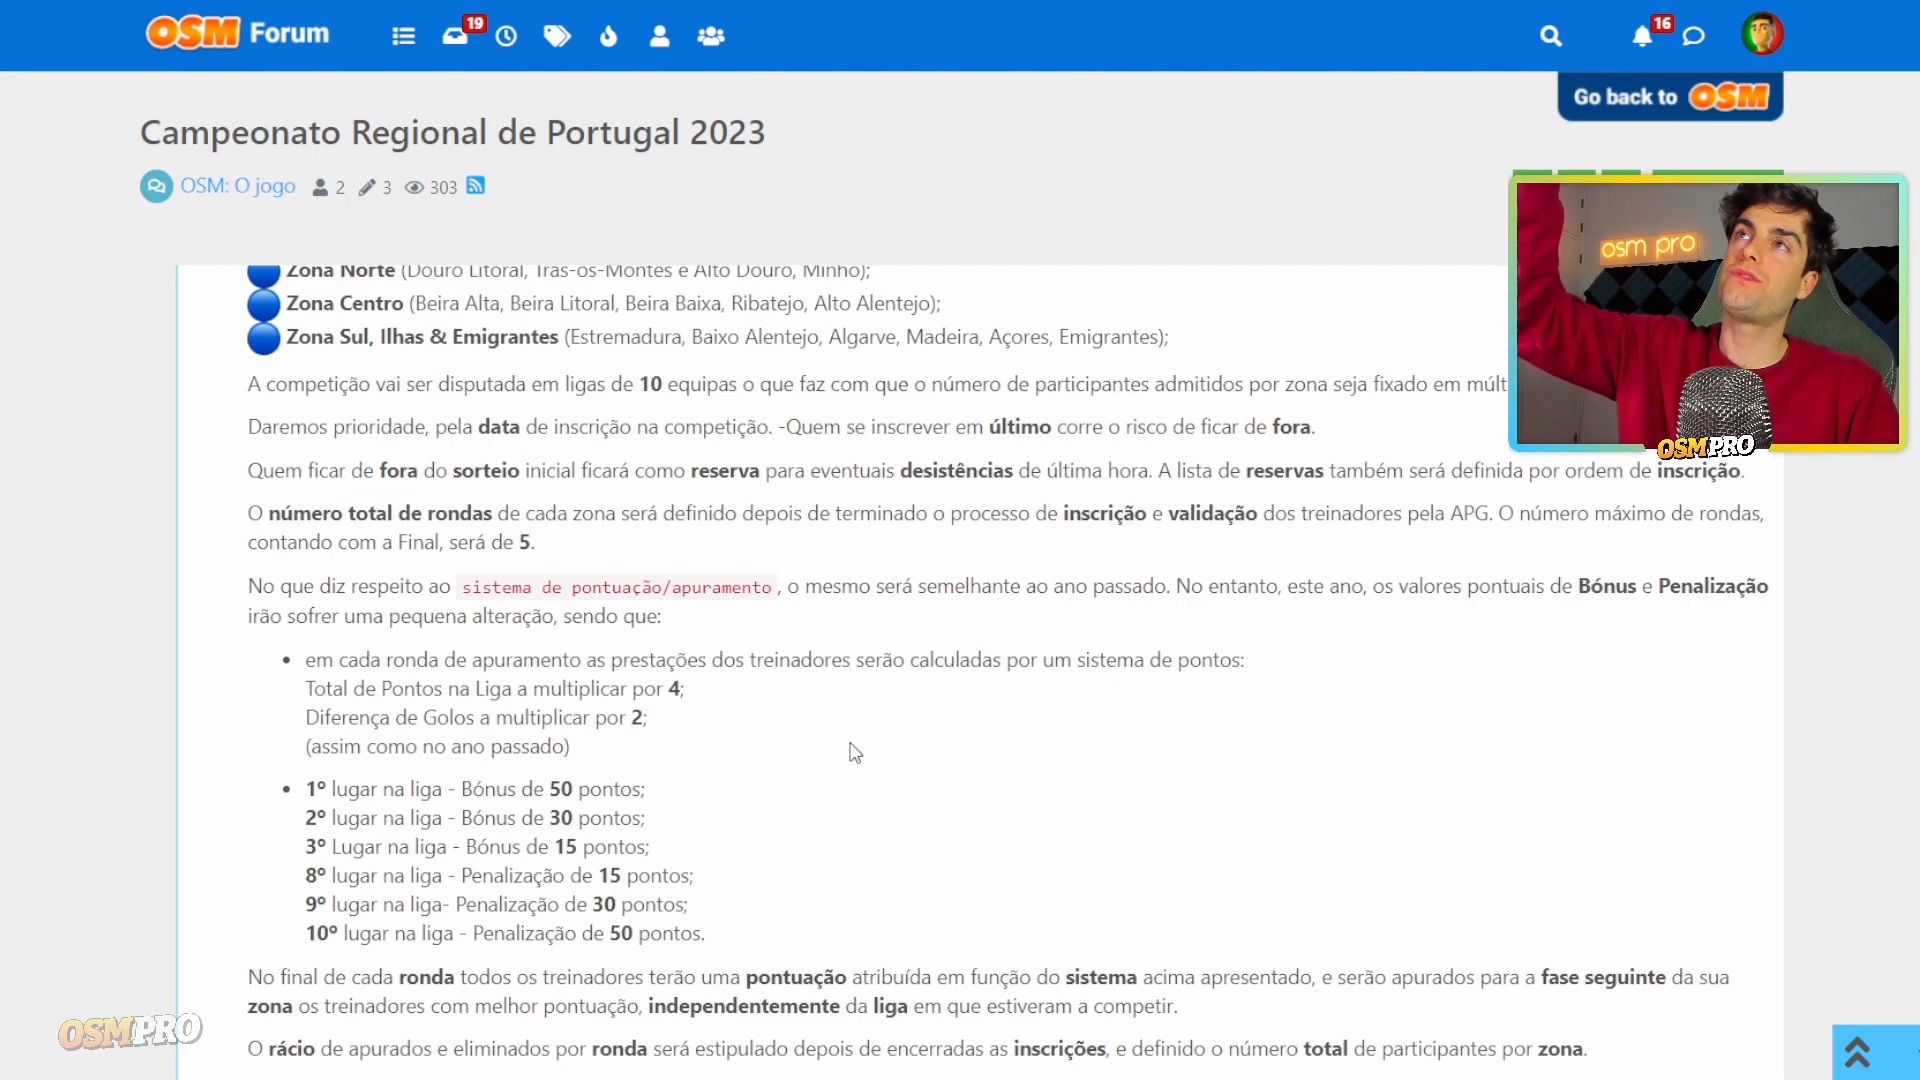 OSM Forum
19
16
Go back to OSM
Campeonato Regional de Portugal 2023
OSM: O jogo 2 3 303
osm pro
OSMPRO
Zona Norte (Douro Litoral, Trás-os-Montes e Alto Douro, Minho);
Zona Centro (Beira Alta, Beira Litoral, Beira Baixa, Ribatejo, Alto Alentejo);
Zona Sul, Ilhas & Emigrantes (Estremadura, Baixo Alentejo, Algarve, Madeira, Açores, Emigrantes);
A competição vai ser disputada em ligas de 10 equipas o que faz com que o número de participantes admitidos por zona seja fixado em múlt
Daremos prioridade, pela data de inscrição na competição. -Quem se inscrever em último corre o risco de ficar de fora.
Quem ficar de fora do sorteio inicial ficará como reserva para eventuais desistências de última hora. A lista de reservas também será definida por ordem de inscrição.
O número total de rondas de cada zona será definido depois de terminado o processo de inscrição e validação dos treinadores pela APG. O número máximo de rondas,
contando com a Final, será de 5.
No que diz respeito ao sistema de pontuação/apuramento, o mesmo será semelhante ao ano passado. No entanto, este ano, os valores pontuais de Bónus e Penalização
irão sofrer uma pequena alteração, sendo que:
em cada ronda de apuramento as prestações dos treinadores serão calculadas por um sistema de pontos:
Total de Pontos na Liga a multiplicar por 4;
Diferença de Golos a multiplicar por 2;
(assim como no ano passado)
1º lugar na liga - Bónus de 50 pontos;
2º lugar na liga - Bónus de 30 pontos;
3º Lugar na liga - Bónus de 15 pontos;
8º lugar na liga - Penalização de 15 pontos;
9º lugar na liga- Penalização de 30 pontos;
10º lugar na liga - Penalização de 50 pontos.
No final de cada ronda todos os treinadores terão uma pontuação atribuída em função do sistema acima apresentado, e serão apurados para a fase seguinte da sua
zona os treinadores com melhor pontuação, independentemente da liga em que estiveram a competir.
O rácio de apurados e eliminados por ronda será estipulado depois de encerradas as inscrições, e definido o número total de participantes por zona.
OSMPRO